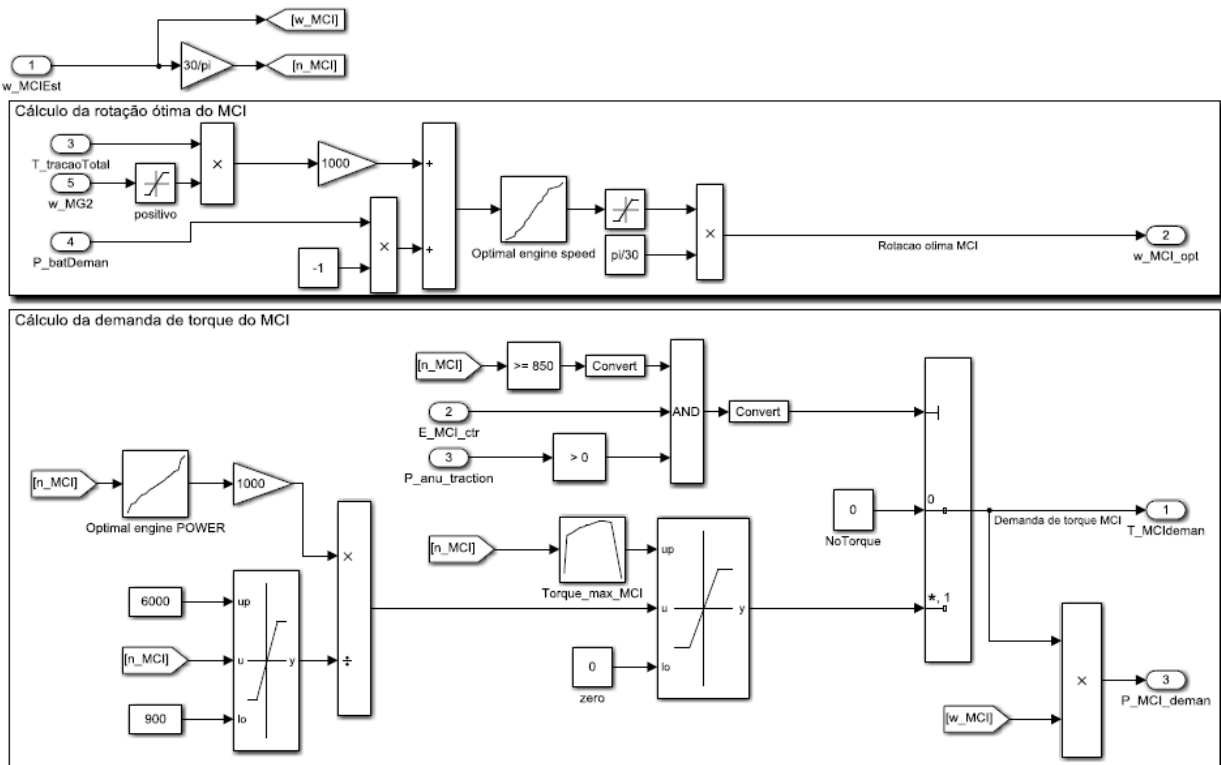 [w_MCI]
1
w_MCIEst
30/pi
[n_MCI]
Cálculo da rotação ótima do MCI
3
T_tracaoTotal
×
1000
+
5
w_MG2
positivo
4
P_batDeman
-1
×
+
Optimal engine speed
pi/30
×
Rotacao otima MCI
2
w_MCI_opt
Cálculo da demanda de torque do MCI
[n_MCI]
>= 850
Convert
2
E_MCI_ctr
AND
Convert
3
P_anu_traction
> 0
[n_MCI]
Optimal engine POWER
1000
×
÷
6000
up
[n_MCI]
u
y
900
lo
[n_MCI]
Torque_max_MCI
up
u
y
0
zero
lo
0
NoTorque
0
*, 1
Demanda de torque MCI
1
T_MCIdeman
[w_MCI]
×
3
P_MCI_deman